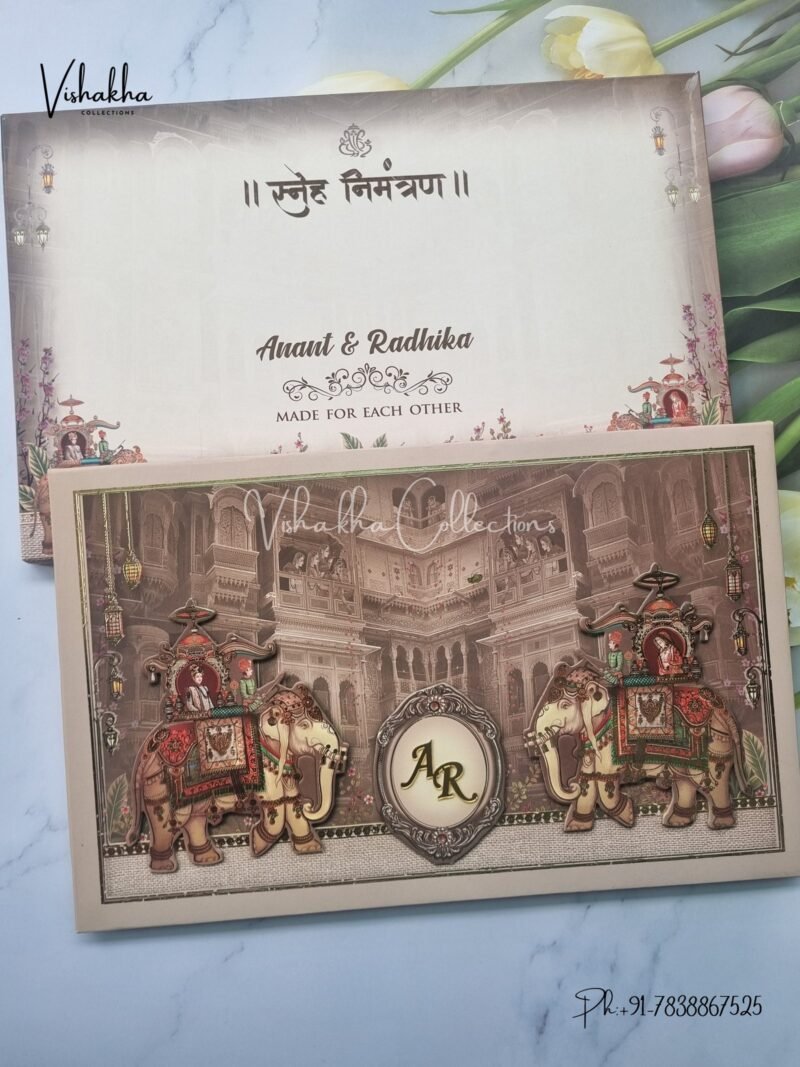 Vishakha
COLLECTIONS
॥ स्नेह निमंत्रण ॥
Anant & Radhika
MADE FOR EACH OTHER
Vishakha Collections
AR
Ph:+91-7838867525